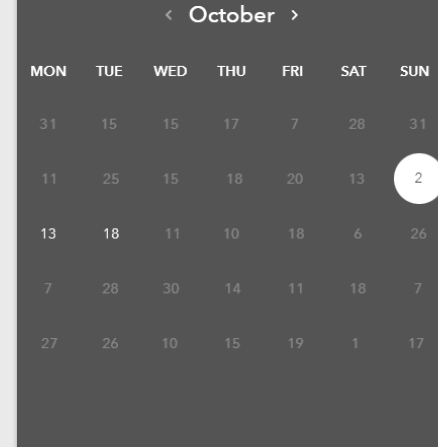 ‹ October ›
MON TUE WED THU FRI SAT SUN
31 15 15 17 7 28 31
11 25 15 18 20 13 2
13 18 11 10 18 6 26
7 28 30 14 11 18 7
27 26 10 15 19 1 17